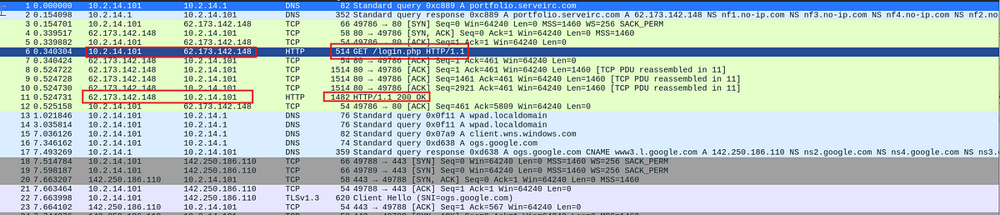 1 0.000000 10.2.14.101 10.2.14.1 DNS 82 Standard query 0xc889 A portfolio.serveirc.com
2 0.154098 10.2.14.1 10.2.14.101 DNS 352 Standard query response 0xc889 A portfolio.serveirc.com A 62.173.142.148 NS nf1.no-ip.com NS nf3.no-ip.com NS nf4.no-ip.com NS nf2.no
3 0.154701 10.2.14.101 62.173.142.148 TCP 66 49786 → 80 [SYN] Seq=0 Win=64240 Len=0 MSS=1460 WS=256 SACK_PERM
4 0.339517 62.173.142.148 10.2.14.101 TCP 58 80 → 49786 [SYN, ACK] Seq=0 Ack=1 Win=64240 Len=0 MSS=1460
5 0.339882 10.2.14.101 62.173.142.148 TCP 54 49786 → 80 [ACK] Seq=1 Ack=1 Win=64240 Len=0
6 0.340304 10.2.14.101 62.173.142.148 HTTP 514 GET /login.php HTTP/1.1
7 0.340424 62.173.142.148 10.2.14.101 TCP 54 80 → 49786 [ACK] Seq=1 Ack=461 Win=64240 Len=0
8 0.524722 62.173.142.148 10.2.14.101 TCP 1514 80 → 49786 [ACK] Seq=1 Ack=461 Win=64240 Len=1460 [TCP PDU reassembled in 11]
9 0.524728 62.173.142.148 10.2.14.101 TCP 1514 80 → 49786 [ACK] Seq=1461 Ack=461 Win=64240 Len=1460 [TCP PDU reassembled in 11]
10 0.524730 62.173.142.148 10.2.14.101 TCP 1514 80 → 49786 [ACK] Seq=2921 Ack=461 Win=64240 Len=1460 [TCP PDU reassembled in 11]
11 0.524731 62.173.142.148 10.2.14.101 HTTP 1482 HTTP/1.1 200 OK
12 0.525158 10.2.14.101 62.173.142.148 TCP 54 49786 → 80 [ACK] Seq=461 Ack=5809 Win=64240 Len=0
13 1.021846 10.2.14.101 10.2.14.1 DNS 76 Standard query 0x0f11 A wpad.localdomain
14 3.035814 10.2.14.101 10.2.14.1 DNS 76 Standard query 0x0f11 A wpad.localdomain
15 7.036126 10.2.14.101 10.2.14.1 DNS 82 Standard query 0x07a9 A client.wns.windows.com
16 7.346162 10.2.14.101 10.2.14.1 DNS 74 Standard query 0xd638 A ogs.google.com
17 7.493269 10.2.14.1 10.2.14.101 DNS 359 Standard query response 0xd638 A ogs.google.com CNAME www3.l.google.com A 142.250.186.110 NS ns2.google.com NS ns4.google.com NS ns3.
18 7.514784 10.2.14.101 142.250.186.110 TCP 66 49788 → 443 [SYN] Seq=0 Win=64240 Len=0 MSS=1460 WS=256 SACK_PERM
19 7.598187 10.2.14.101 142.250.186.110 TCP 66 49789 → 443 [SYN] Seq=0 Win=64240 Len=0 MSS=1460 WS=256 SACK_PERM
20 7.663207 142.250.186.110 10.2.14.101 TCP 58 443 → 49788 [SYN, ACK] Seq=0 Ack=1 Win=64240 Len=0 MSS=1460
21 7.663464 10.2.14.101 142.250.186.110 TCP 54 49788 → 443 [ACK] Seq=1 Ack=1 Win=64240 Len=0
22 7.663998 10.2.14.101 142.250.186.110 TLSv1.3 620 Client Hello (SNI=ogs.google.com)
23 7.664102 142.250.186.110 10.2.14.101 TCP 54 443 → 49788 [ACK] Seq=1 Ack=567 Win=64240 Len=0